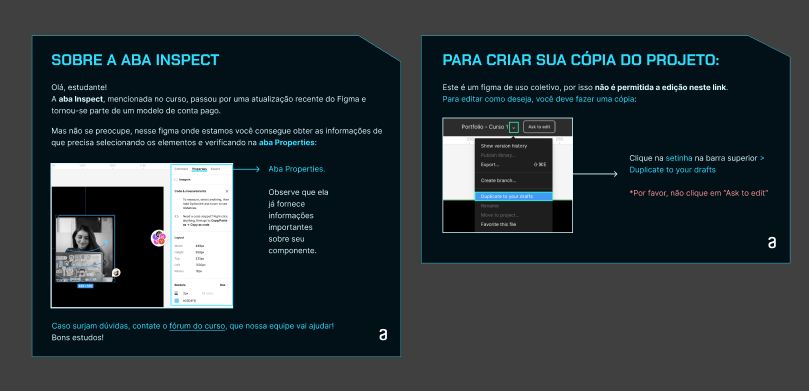 SOBRE A ABA INSPECT
Olá, estudante!
A aba Inspect, mencionada no curso, passou por uma atualização recente do Figma e
tornou-se parte de um modelo de conta pago.
Mas não se preocupe, nesse figma onde estamos você consegue obter as informações de
que precisa selecionando os elementos e verificando na aba Properties:
Comments Properties Export
Code & measurements
To measure, select anything, then
Layout
Aba Properties.
Observe que ela
já fornece
informações
importantes
sobre seu
componente.
Caso surjam dúvidas, contate o fórum do curso, que nossa equipe vai ajudar!
Bons estudos!
a
PARA CRIAR SUA CÓPIA DO PROJETO:
Este é um figma de uso coletivo, por isso não é permitida a edição neste link.
Para editar como deseja, você deve fazer uma cópia:
Portfolio - Curso 1
Ask to edit
Show version history
Publish library...
Export... ⇧⌘E
Create branch...
Duplicate to your drafts
Rename
Move to project...
Favorite this file
Clique na setinha na barra superior >
Duplicate to your drafts
*Por favor, não clique em "Ask to edit"
a